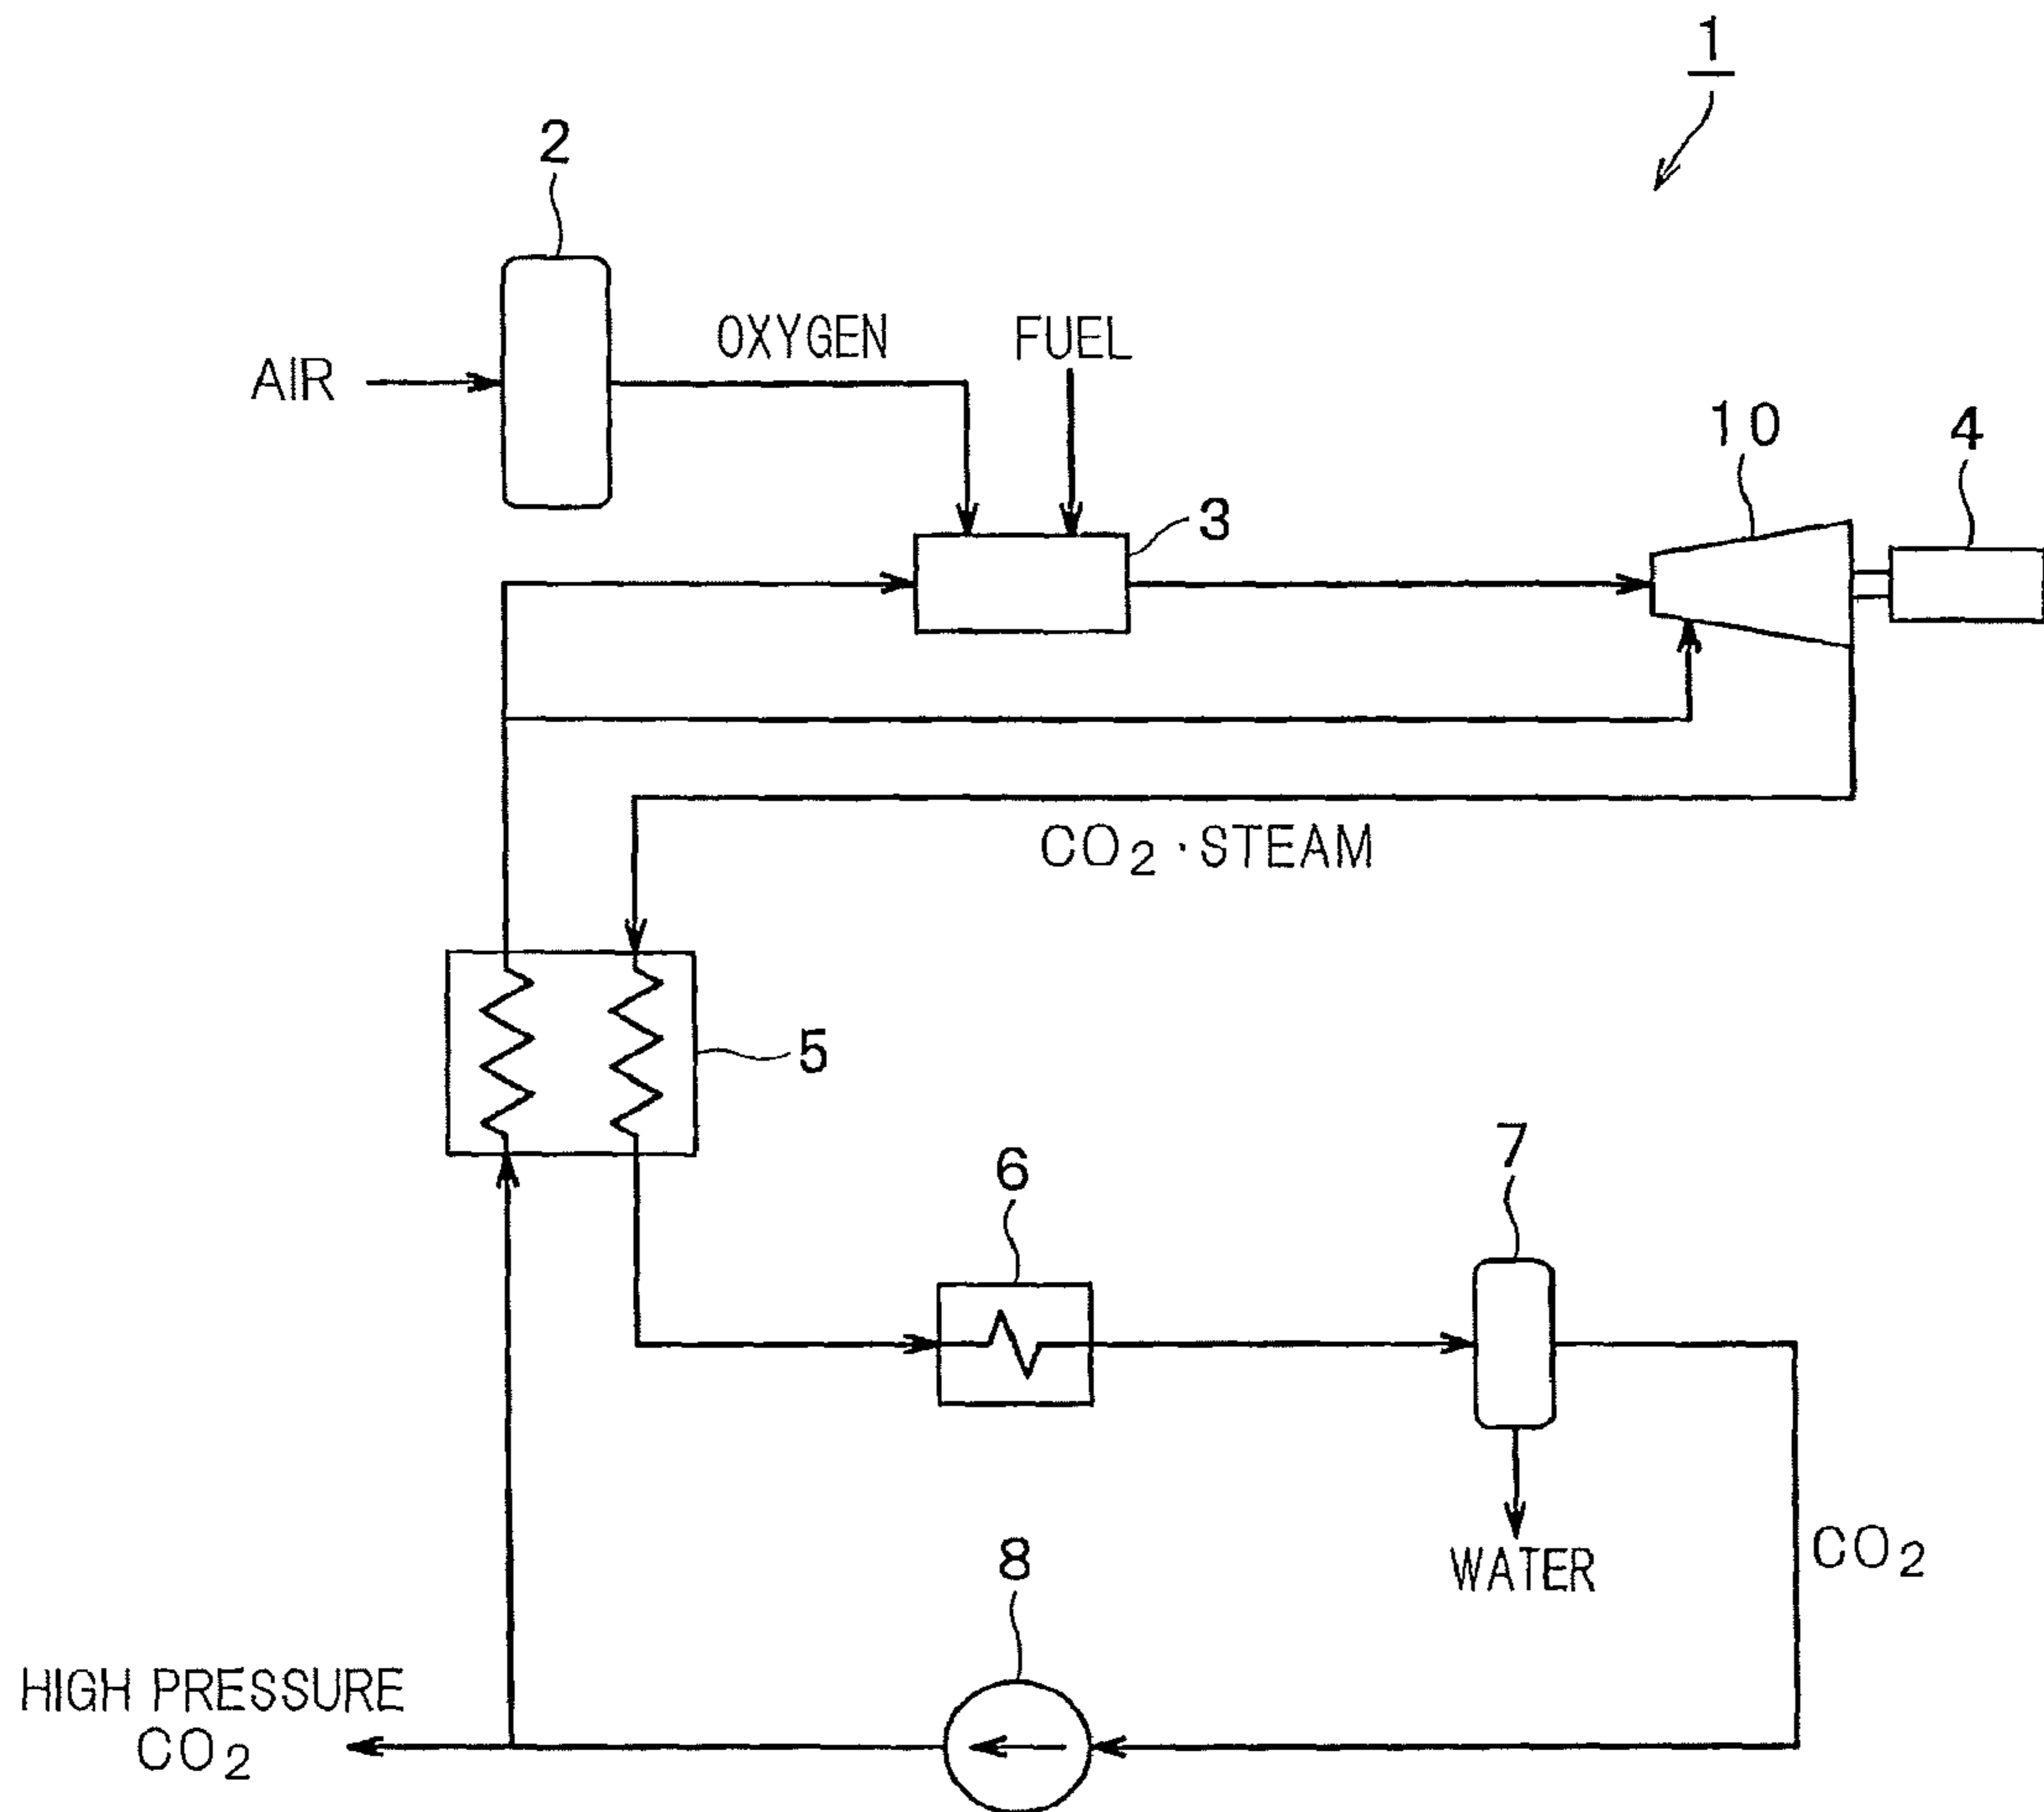 1
2
OXYGEN
FUEL
AIR
10
4
3
CO₂・STEAM
5
6
7
8
WATER
CO₂
HIGH PRESSURE
CO₂